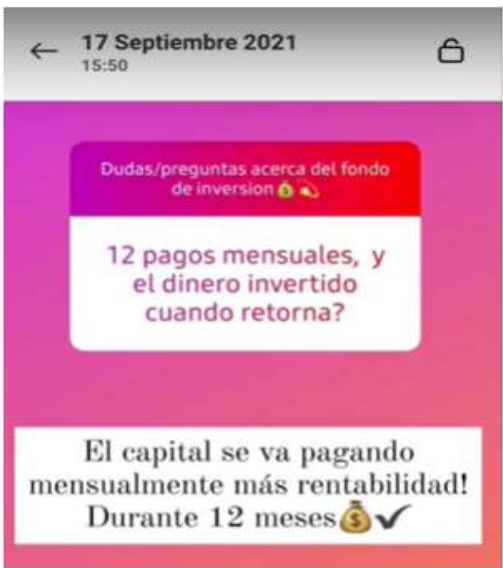 17 Septiembre 2021
15:50
Dudas/preguntas acerca del fondo
de inversion💰💫
12 pagos mensuales, y
el dinero invertido
cuando retorna?
El capital se va pagando
mensualmente más rentabilidad!
Durante 12 meses💰✔